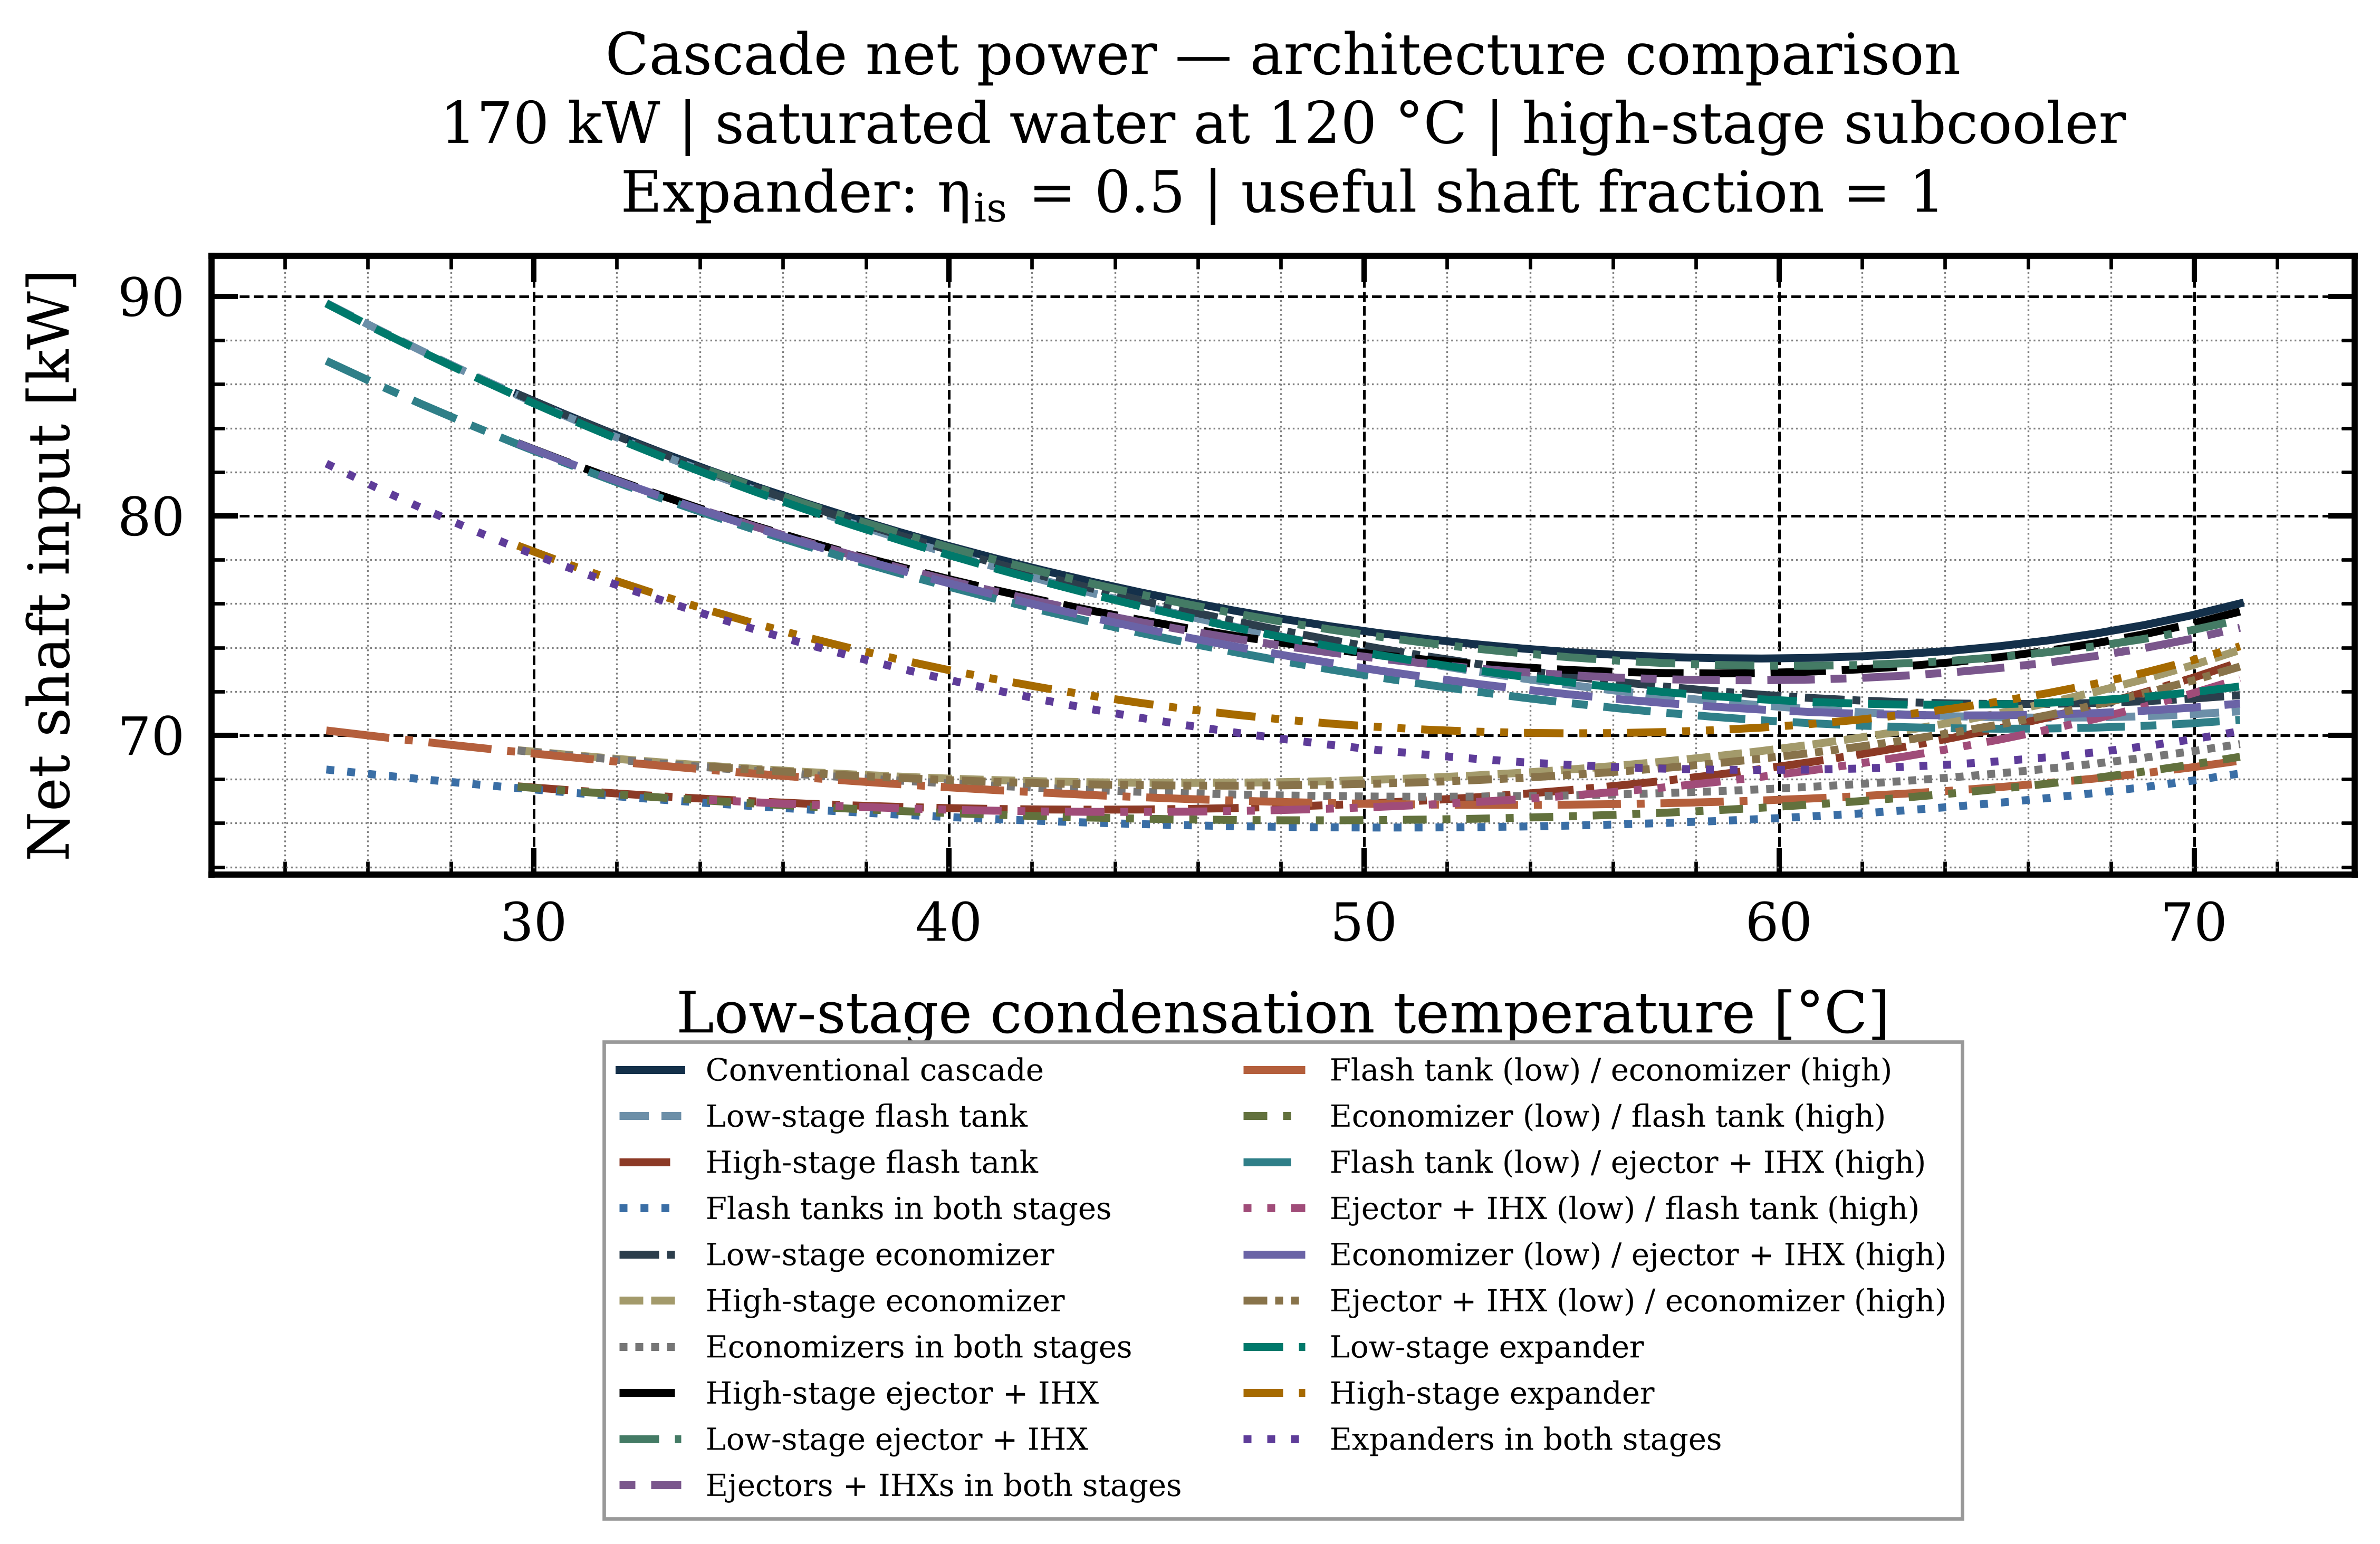 Cascade net power — architecture comparison
170 kW | saturated water at 120 °C | high-stage subcooler
Expander: ηis = 0.5 | useful shaft fraction = 1
Net shaft input [kW]
90
80
70
30 40 50 60 70
Low-stage condensation temperature [°C]
Conventional cascade
Low-stage flash tank
High-stage flash tank
Flash tanks in both stages
Low-stage economizer
High-stage economizer
Economizers in both stages
High-stage ejector + IHX
Low-stage ejector + IHX
Ejectors + IHXs in both stages
Flash tank (low) / economizer (high)
Economizer (low) / flash tank (high)
Flash tank (low) / ejector + IHX (high)
Ejector + IHX (low) / flash tank (high)
Economizer (low) / ejector + IHX (high)
Ejector + IHX (low) / economizer (high)
Low-stage expander
High-stage expander
Expanders in both stages